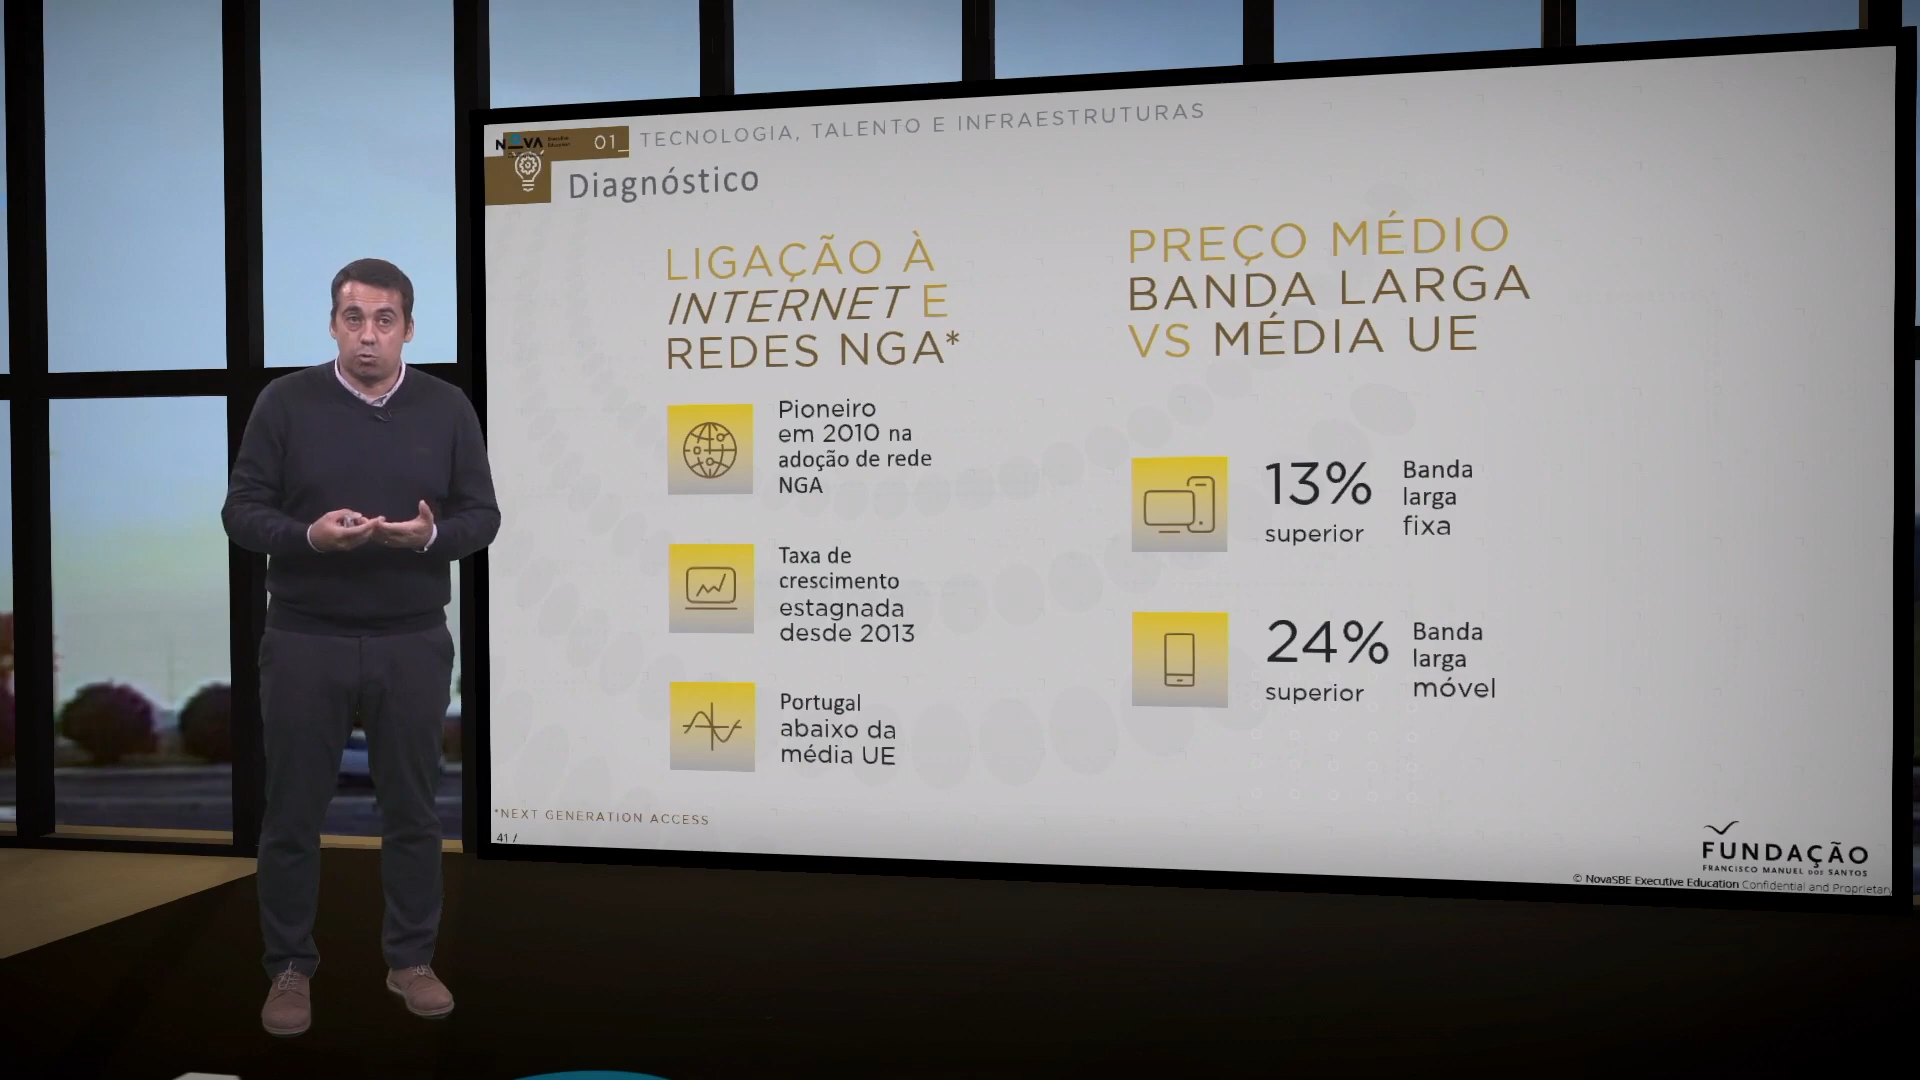 NOVA
01_
TECNOLOGIA, TALENTO E INFRAESTRUTURAS
Diagnóstico
LIGAÇÃO À
INTERNET E
REDES NGA*
Pioneiro
em 2010 na
adoção de rede
NGA
Taxa de
crescimento
estagnada
desde 2013
Portugal
abaixo da
média UE
PREÇO MÉDIO
BANDA LARGA
VS MÉDIA UE
13%
superior
Banda
larga
fixa
24%
superior
Banda
larga
móvel
*NEXT GENERATION ACCESS
41 /
FUNDAÇÃO
FRANCISCO MANUEL DOS SANTOS
© NovaSBE Executive Education Confidential and Proprietary